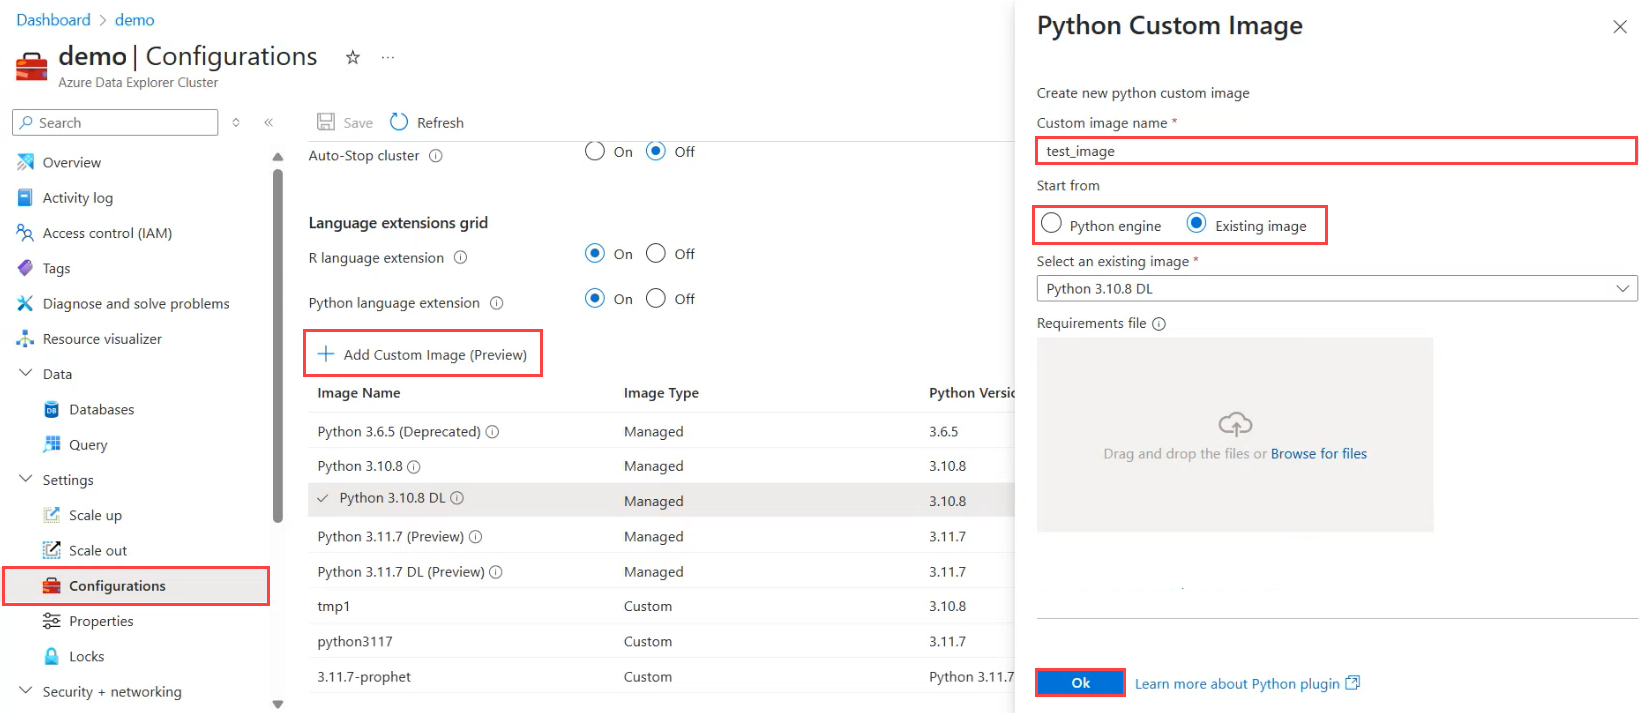 Dashboard > demo
demo | Configurations
Azure Data Explorer Cluster
Search
Overview
Activity log
Access control (IAM)
Tags
Diagnose and solve problems
Resource visualizer
Data
Databases
Query
Settings
Scale up
Scale out
Configurations
Properties
Locks
Security + networking
Save Refresh
Auto-Stop cluster On Off
Language extensions grid
R language extension On Off
Python language extension On Off
Add Custom Image (Preview)
Image Name Image Type Python Versic
Python 3.6.5 (Deprecated) Managed 3.6.5
Python 3.10.8 Managed 3.10.8
Python 3.10.8 DL Managed 3.10.8
Python 3.11.7 (Preview) Managed 3.11.7
Python 3.11.7 DL (Preview) Managed 3.11.7
tmp1 Custom 3.10.8
python3117 Custom 3.11.7
3.11.7-prophet Custom Python 3.11.7
Python Custom Image
Create new python custom image
Custom image name *
test_image
Start from
Python engine Existing image
Select an existing image *
Python 3.10.8 DL
Requirements file
Drag and drop the files or Browse for files
Ok Learn more about Python plugin